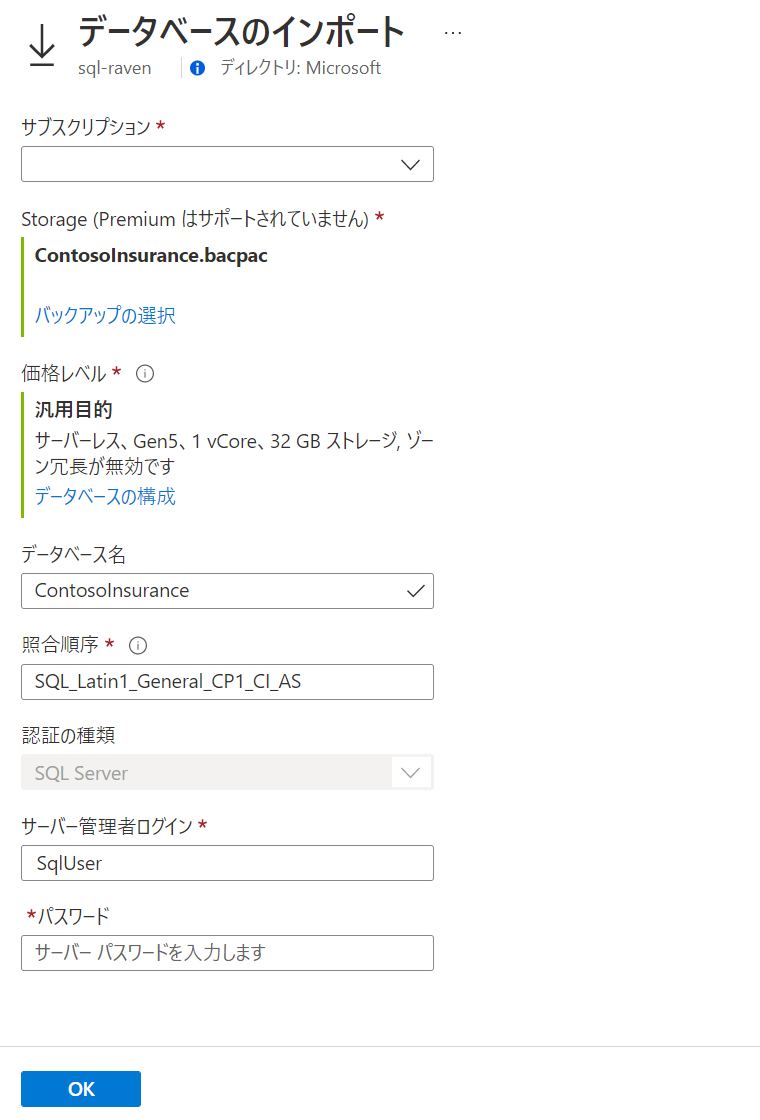 データベースのインポート ...
sql-raven
ディレクトリ: Microsoft
サブスクリプション *
Storage (Premium はサポートされていません) *
ContosoInsurance.bacpac
バックアップの選択
価格レベル *
汎用目的
サーバーレス、Gen5、1 vCore、32 GB ストレージ, ゾー
ン冗長が無効です
データベースの構成
データベース名
ContosoInsurance
照合順序 *
SQL_Latin1_General_CP1_CI_AS
認証の種類
SQL Server
サーバー管理者ログイン *
SqlUser
*パスワード
サーバー パスワードを入力します
OK